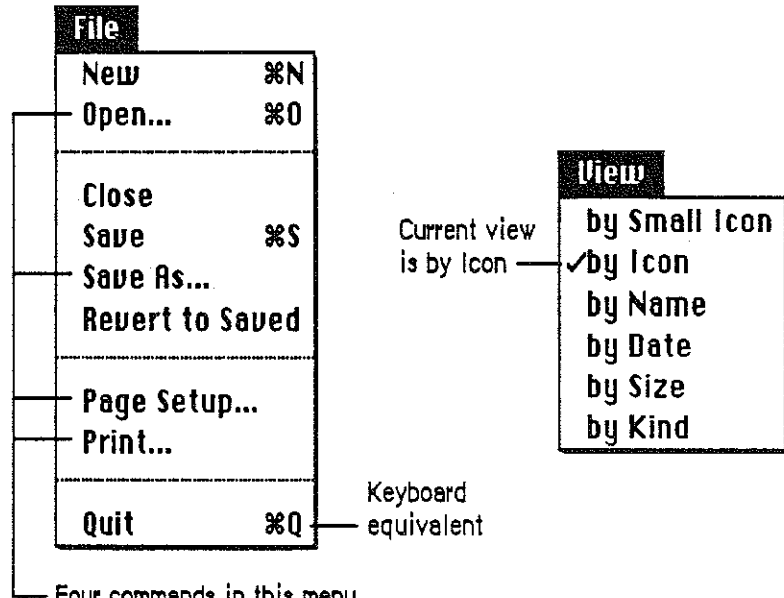 File
New ⌘N
Open... ⌘O
Close
Save ⌘S
Save As...
Revert to Saved
Page Setup...
Print...
Quit ⌘Q
Keyboard
equivalent
Four commands in this menu
View
by Small Icon
Current view
is by Icon
✓by Icon
by Name
by Date
by Size
by Kind